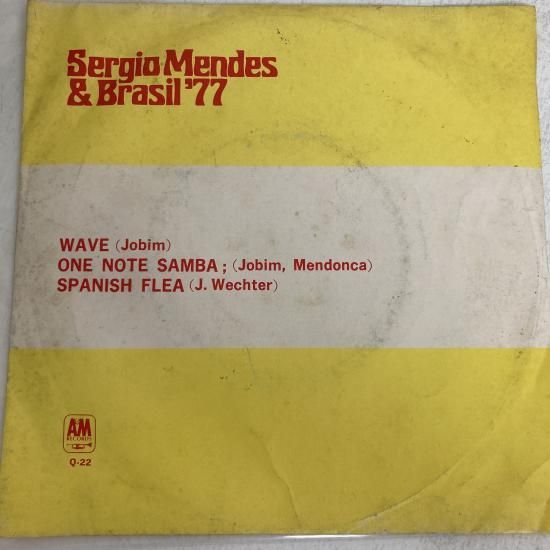 Sergio Mendes
& Brasil '77
WAVE (Jobim)
ONE NOTE SAMBA ; (Jobim, Mendonca)
SPANISH FLEA (J. Wechter)
A&M
RECORDS
Q-22